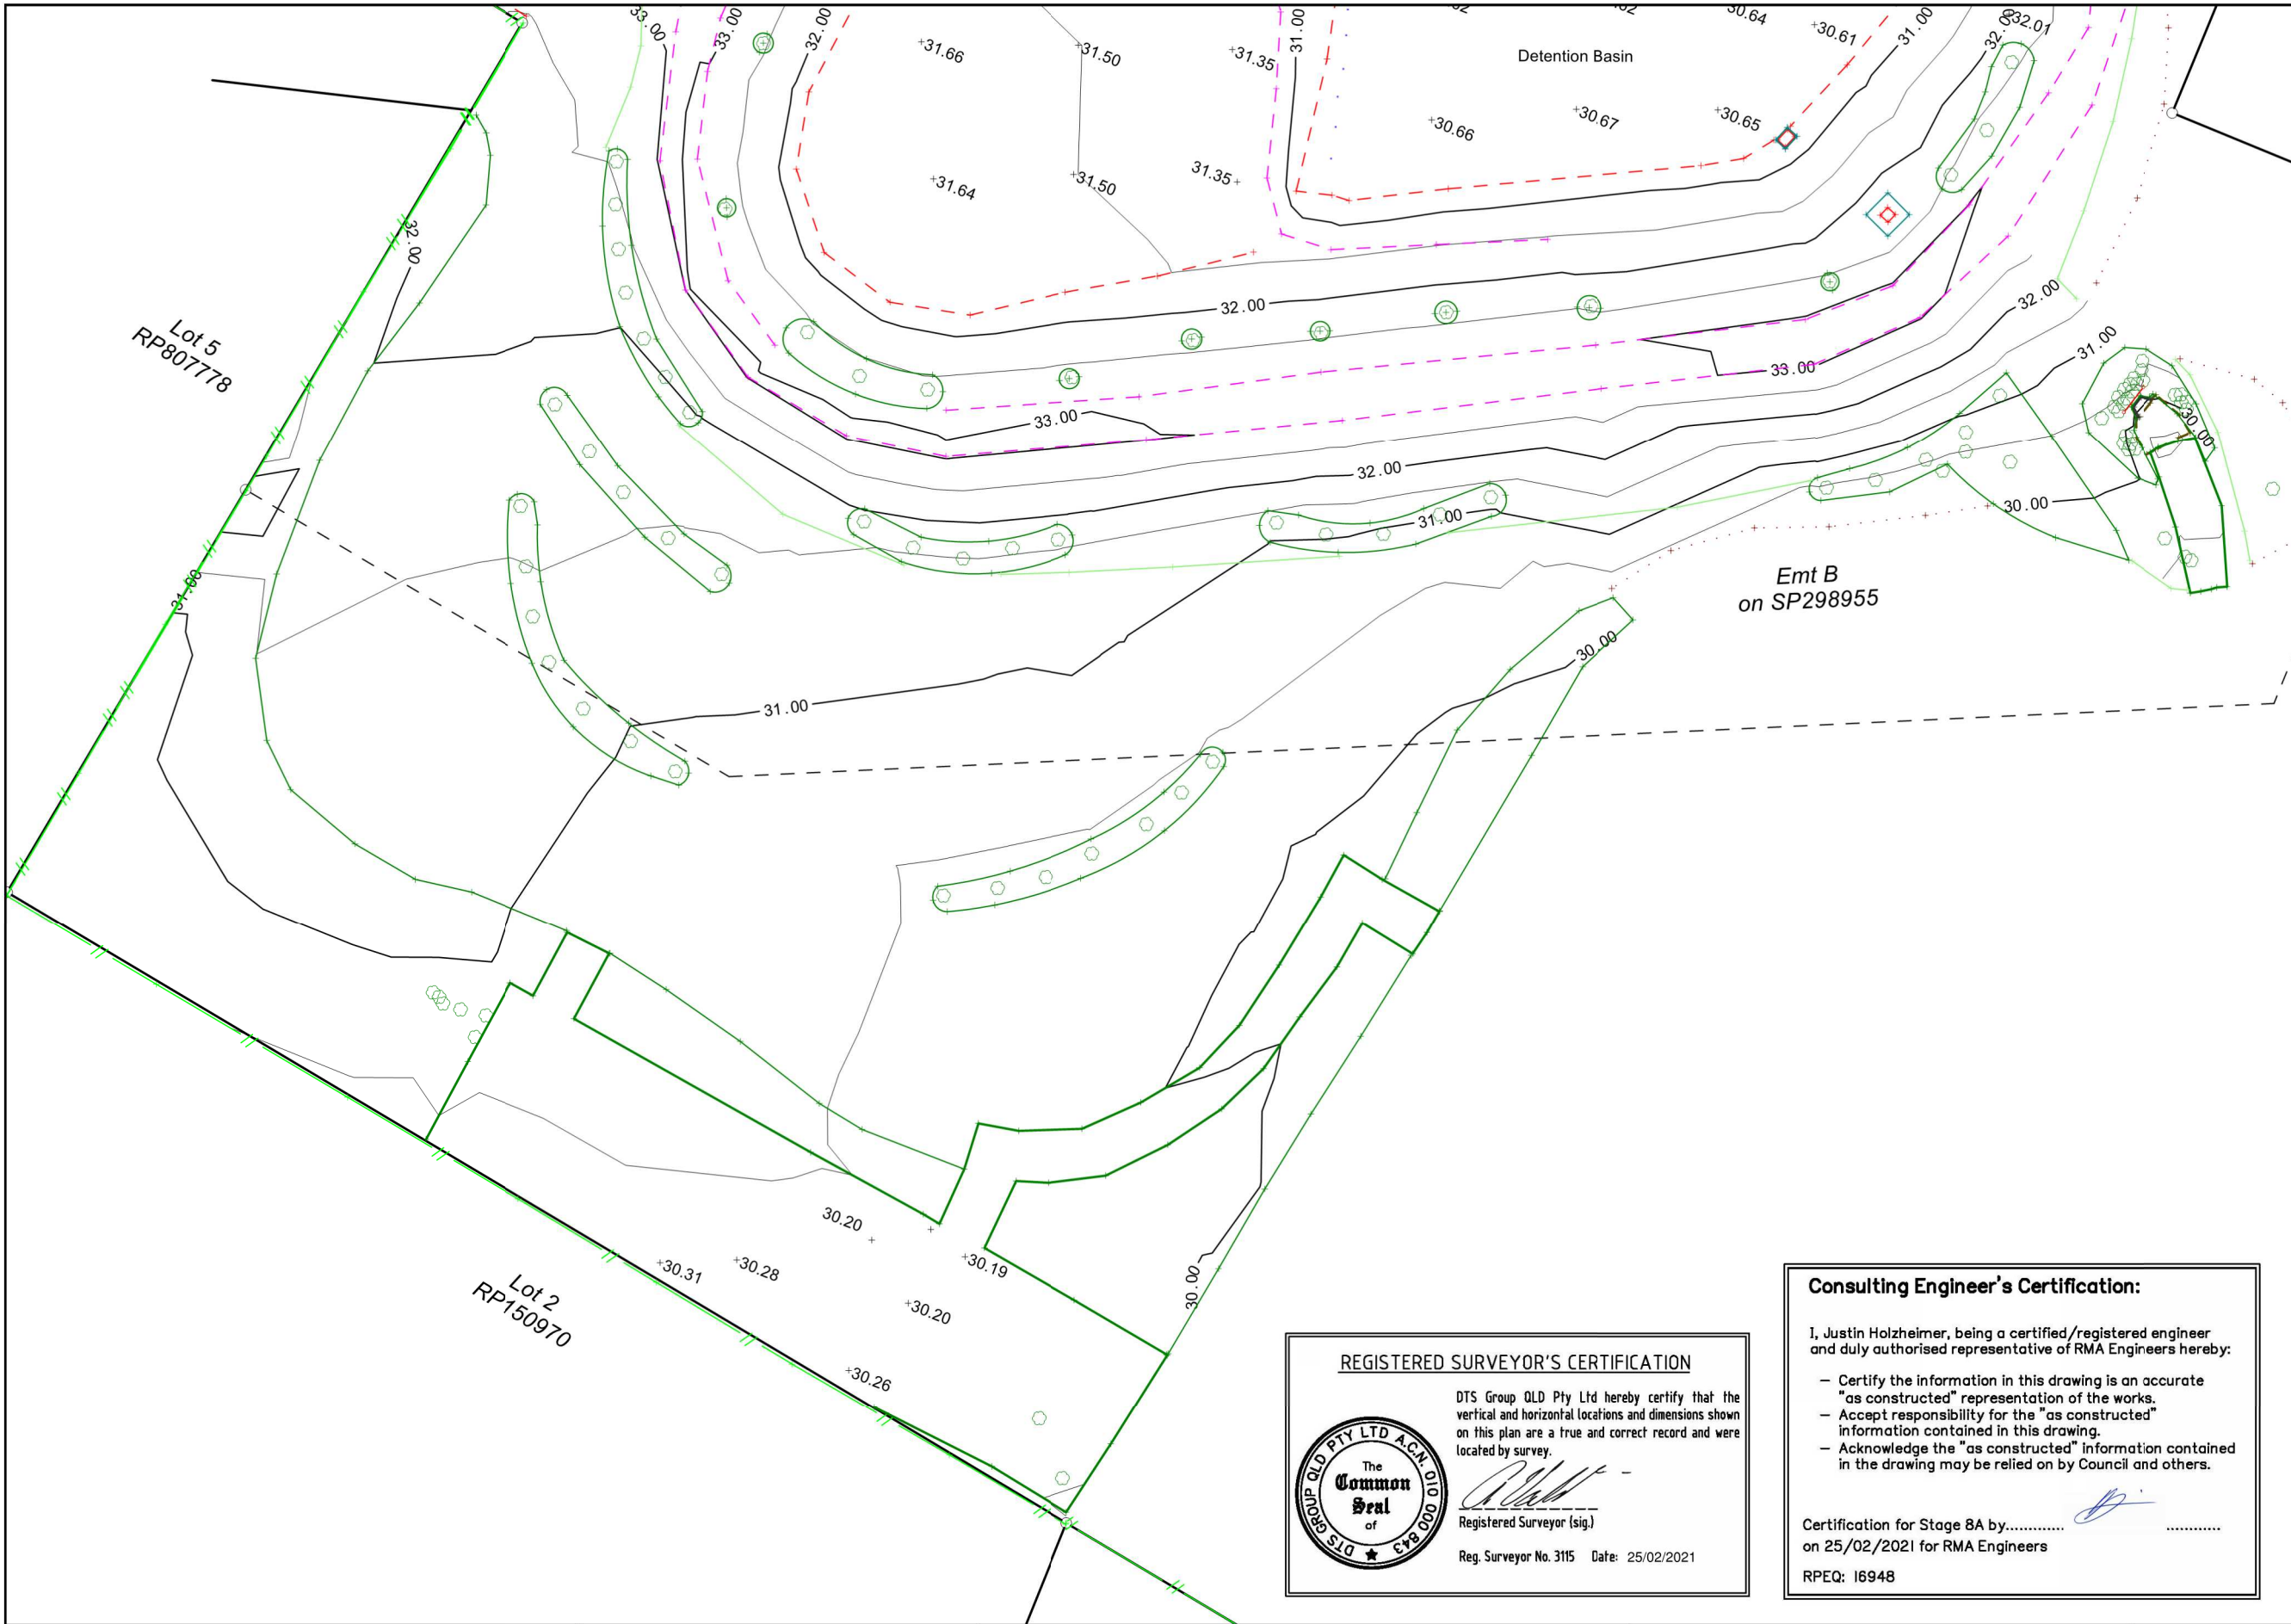 33.00
33.00
32.00
+31.66
+31.50
+31.35
31.00
30.64
+30.61
31.00
32.00
+32.01
Detention Basin
+30.66
+30.67
+30.65
+31.64
+31.50
31.35+
32.00
Lot 5
RP807778
32.00
32.00
31.00
33.00
33.00
30.00
32.00
31.00
30.00
31.00
Emt B
on SP298955
30.00
31.00
30.20
+30.31
+30.28
+30.19
+30.20
30.00
+30.26
Lot 2
RP150970
REGISTERED SURVEYOR'S CERTIFICATION
DTS Group QLD Pty Ltd hereby certify that the
vertical and horizontal locations and dimensions shown
on this plan are a true and correct record and were
located by survey.
DTS GROUP QLD PTY LTD A.C.N. 010 000 843
The
Common
Seal
of
Registered Surveyor (sig.)
Reg. Surveyor No. 3115 Date: 25/02/2021
Consulting Engineer's Certification:
I, Justin Holzheimer, being a certified/registered engineer
and duly authorised representative of RMA Engineers hereby:
– Certify the information in this drawing is an accurate
"as constructed" representation of the works.
– Accept responsibility for the "as constructed"
information contained in this drawing.
– Acknowledge the "as constructed" information contained
in the drawing may be relied on by Council and others.
Certification for Stage 8A by............. ............
on 25/02/2021 for RMA Engineers
RPEQ: 16948